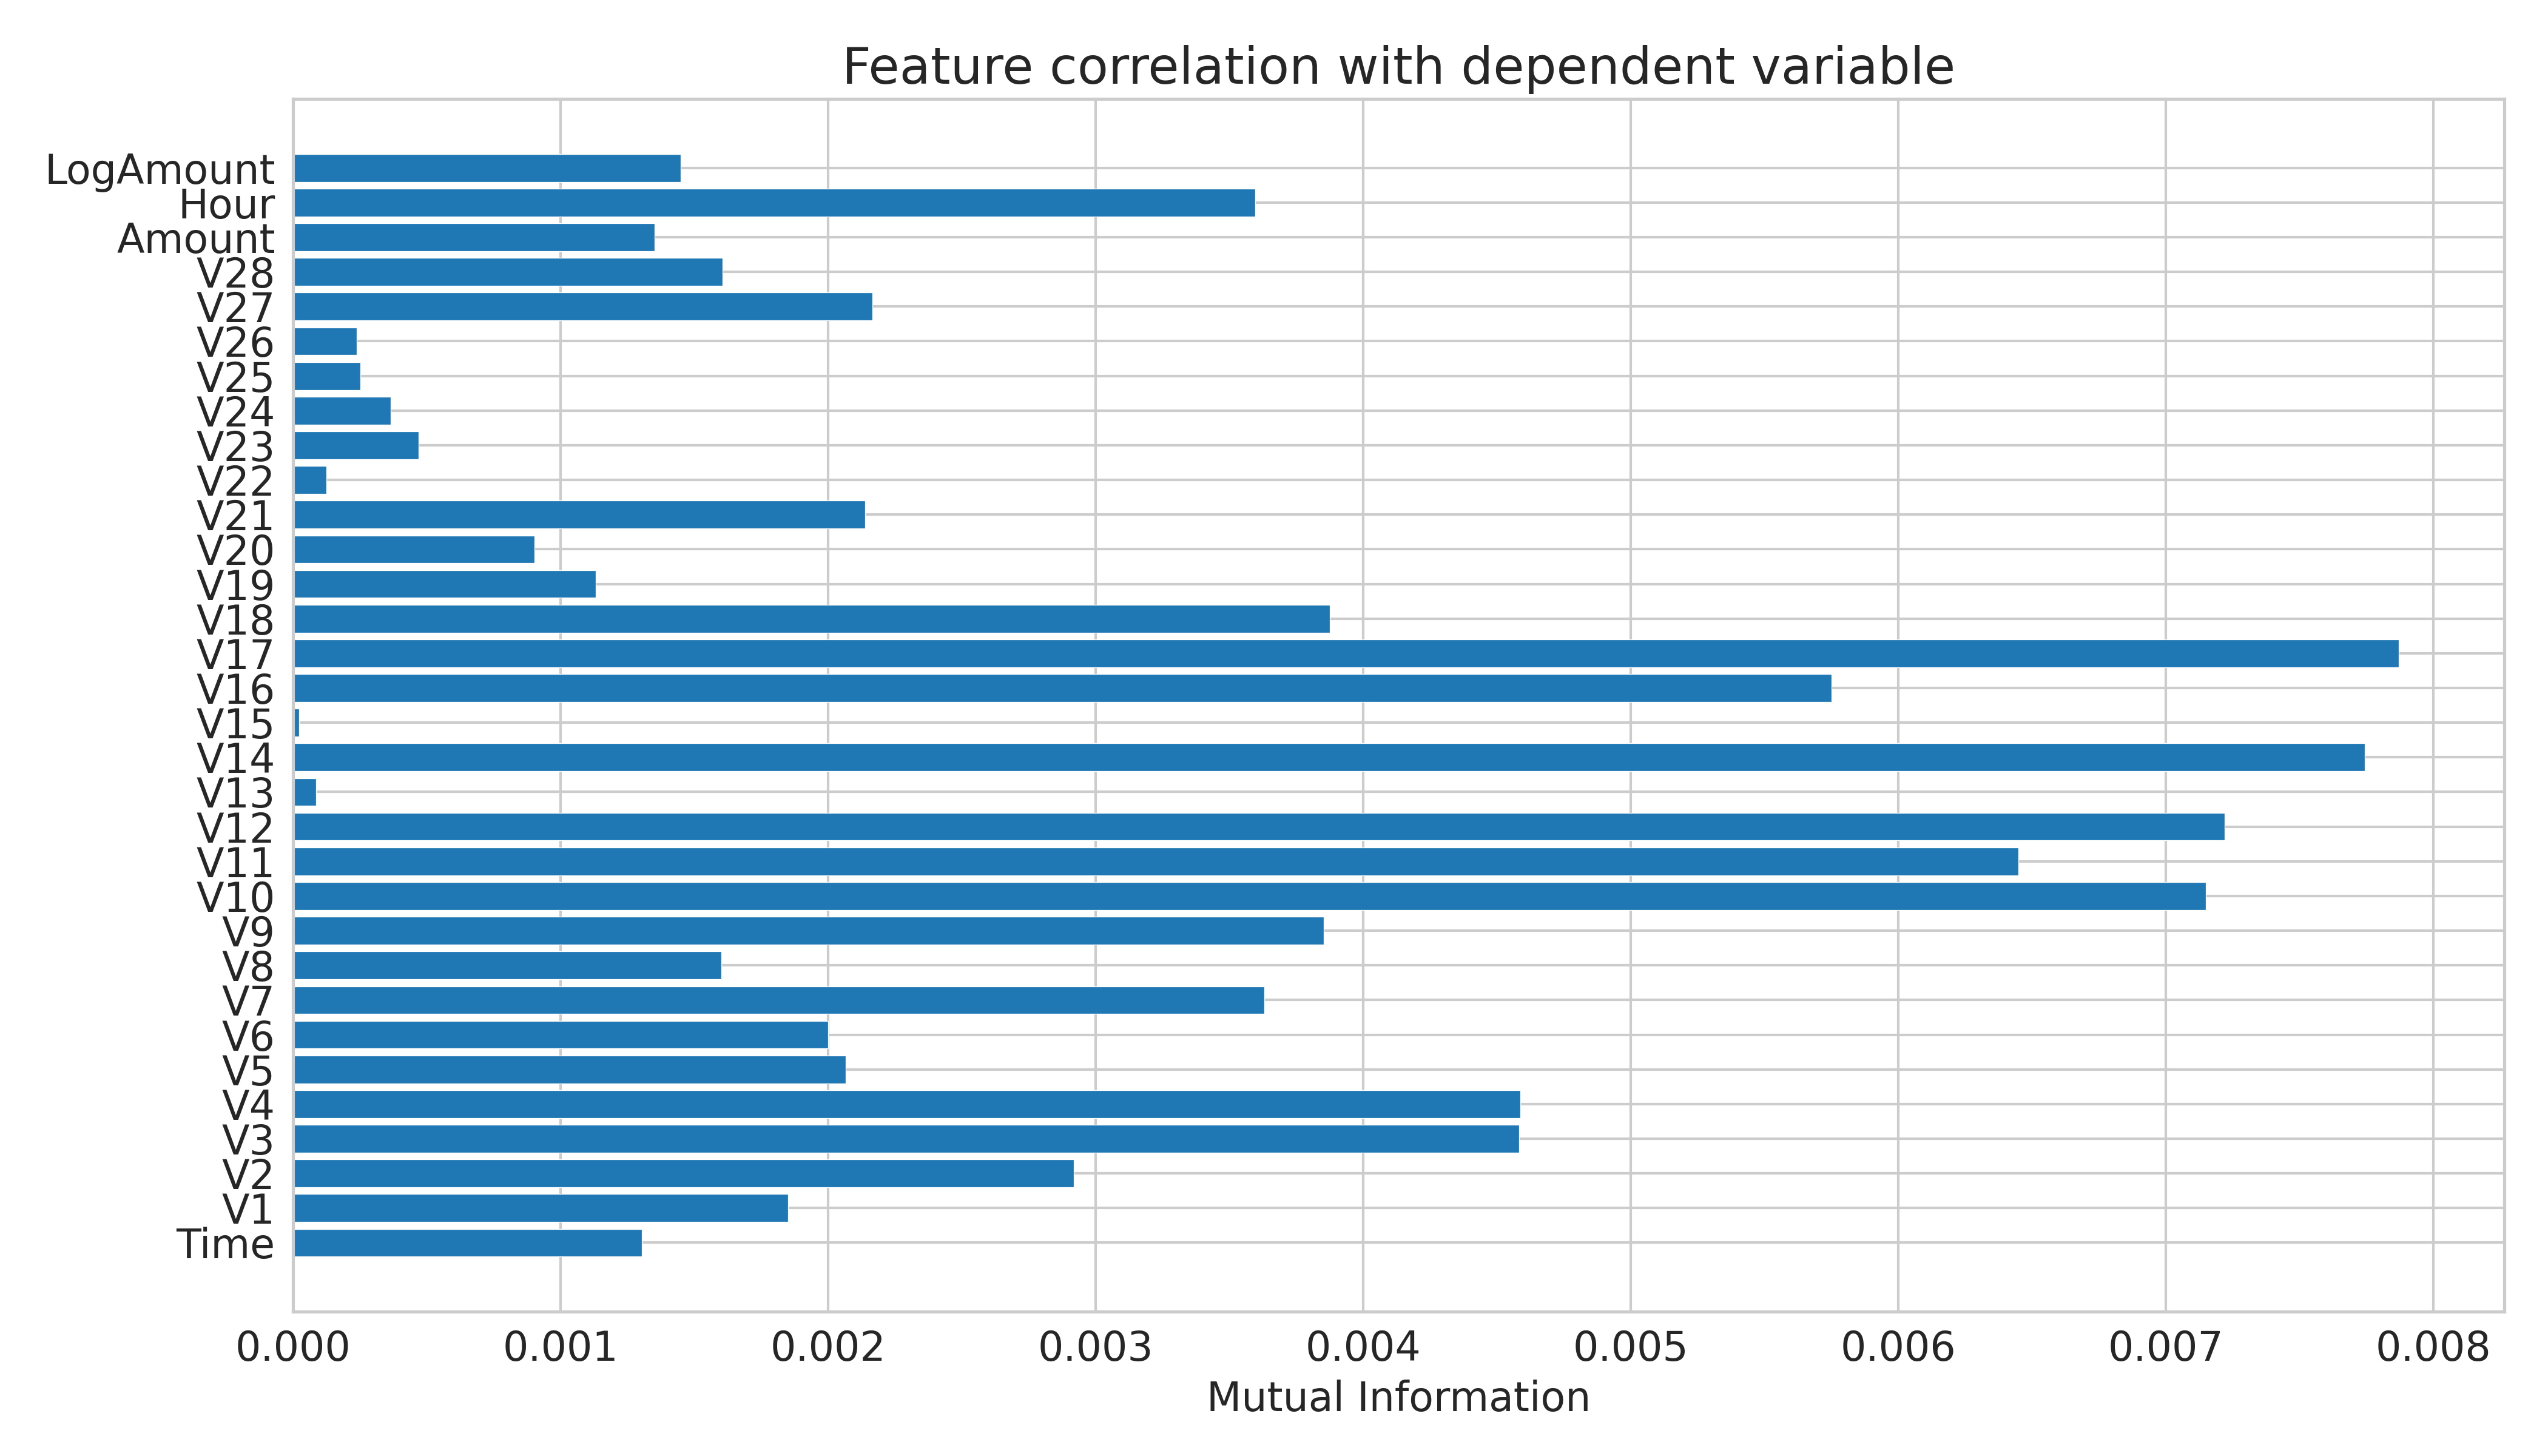 Feature correlation with dependent variable
LogAmount
Hour
Amount
V28
V27
V26
V25
V24
V23
V22
V21
V20
V19
V18
V17
V16
V15
V14
V13
V12
V11
V10
V9
V8
V7
V6
V5
V4
V3
V2
V1
Time
0.000 0.001 0.002 0.003 0.004 0.005 0.006 0.007 0.008
Mutual Information